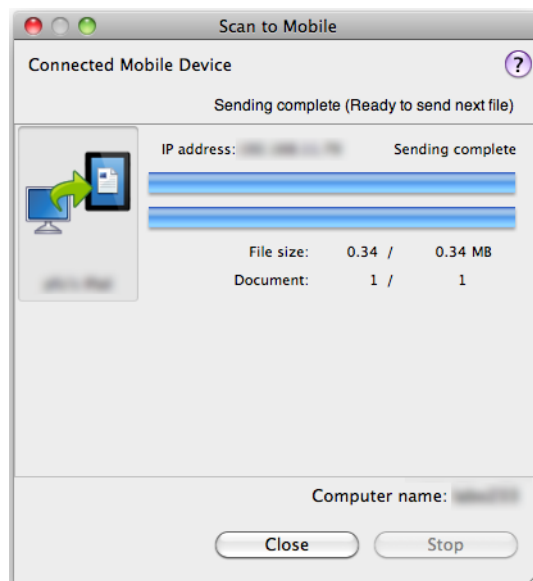 Scan to Mobile
Connected Mobile Device
?
Sending complete (Ready to send next file)
IP address: Sending complete
File size: 0.34 / 0.34 MB
Document: 1 / 1
Computer name:
Close Stop